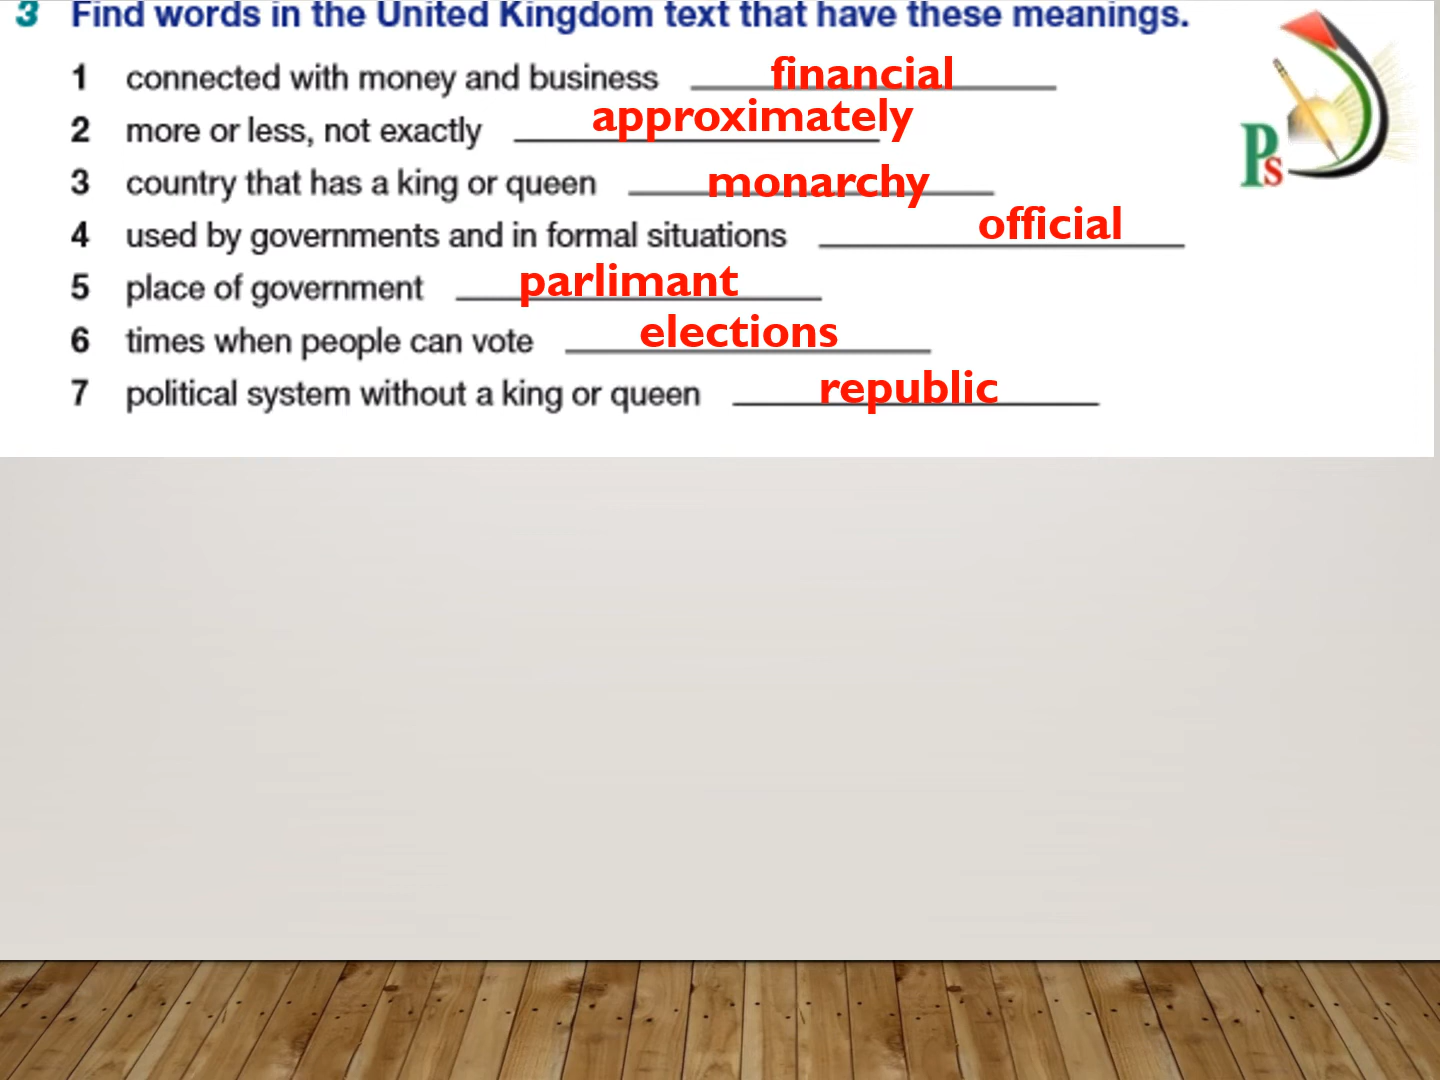 3 Find words in the United Kingdom text that have these meanings.
1 connected with money and business financial
2 more or less, not exactly approximately
3 country that has a king or queen monarchy
4 used by governments and in formal situations official
5 place of government parlimant
6 times when people can vote elections
7 political system without a king or queen republic
Ps